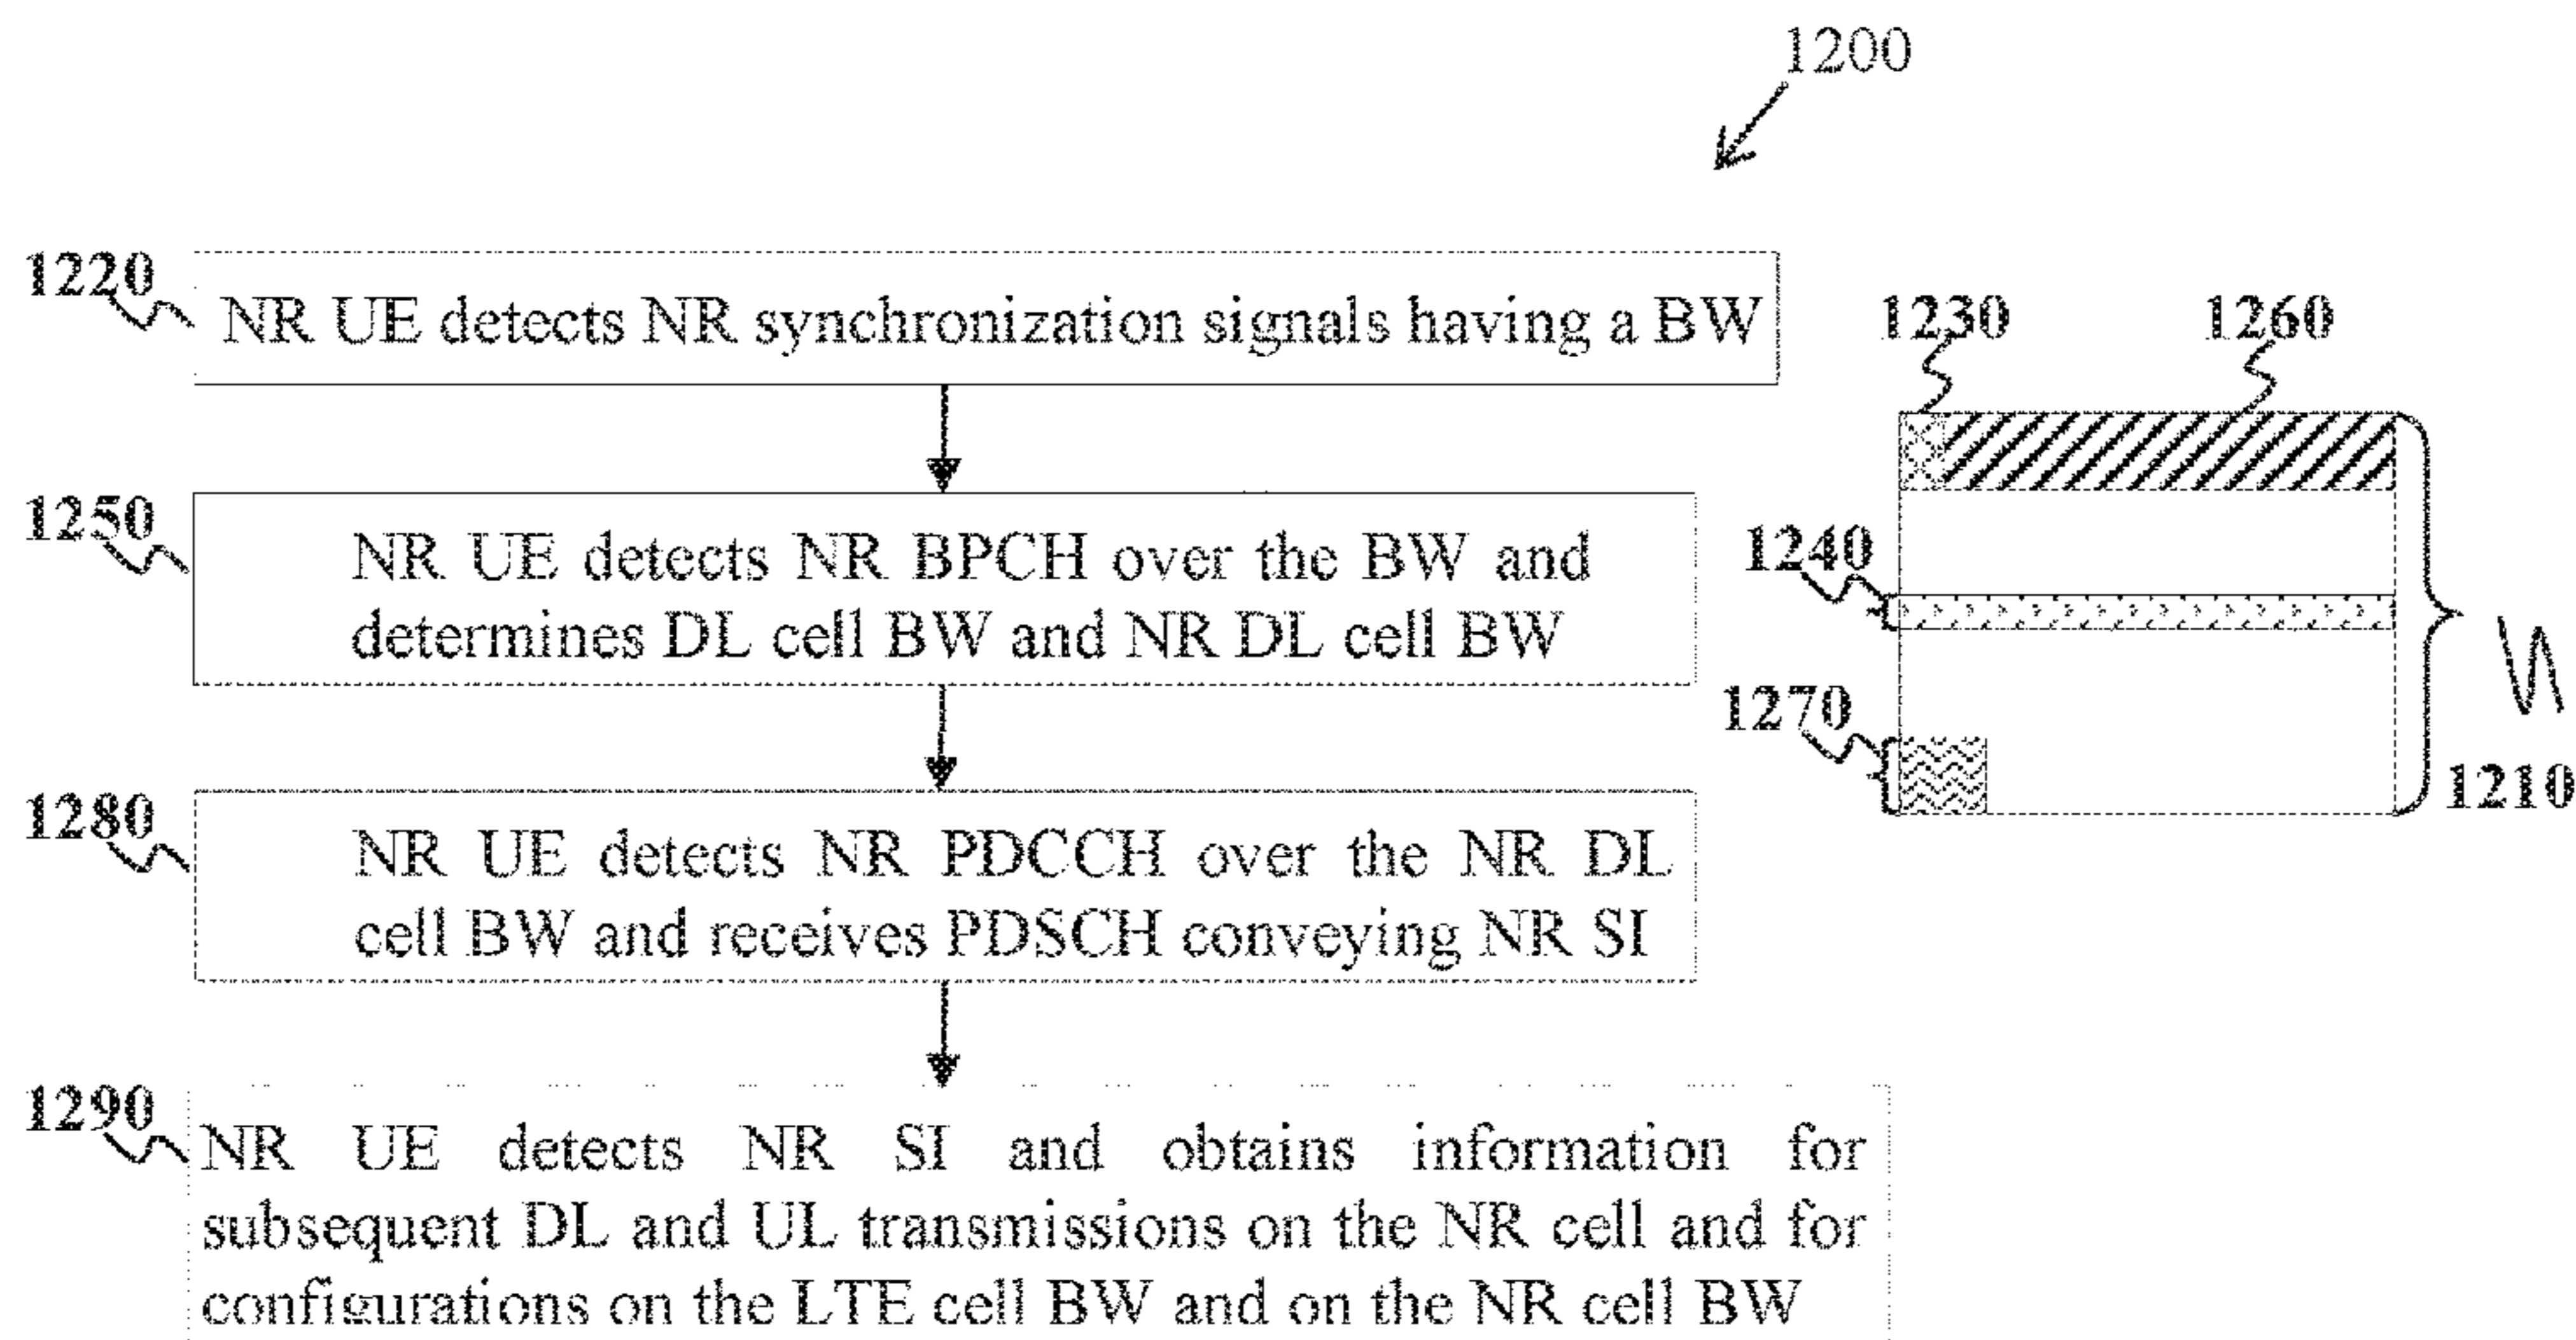 1200
1220
NR UE detects NR synchronization signals having a BW
1230
1260
1250
NR UE detects NR BPCH over the BW and
determines DL cell BW and NR DL cell BW
1240
1270
1210
1280
NR UE detects NR PDCCH over the NR DL
cell BW and receives PDSCH conveying NR SI
1290
NR UE detects NR SI and obtains information for
subsequent DL and UL transmissions on the NR cell and for
configurations on the LTE cell BW and on the NR cell BW